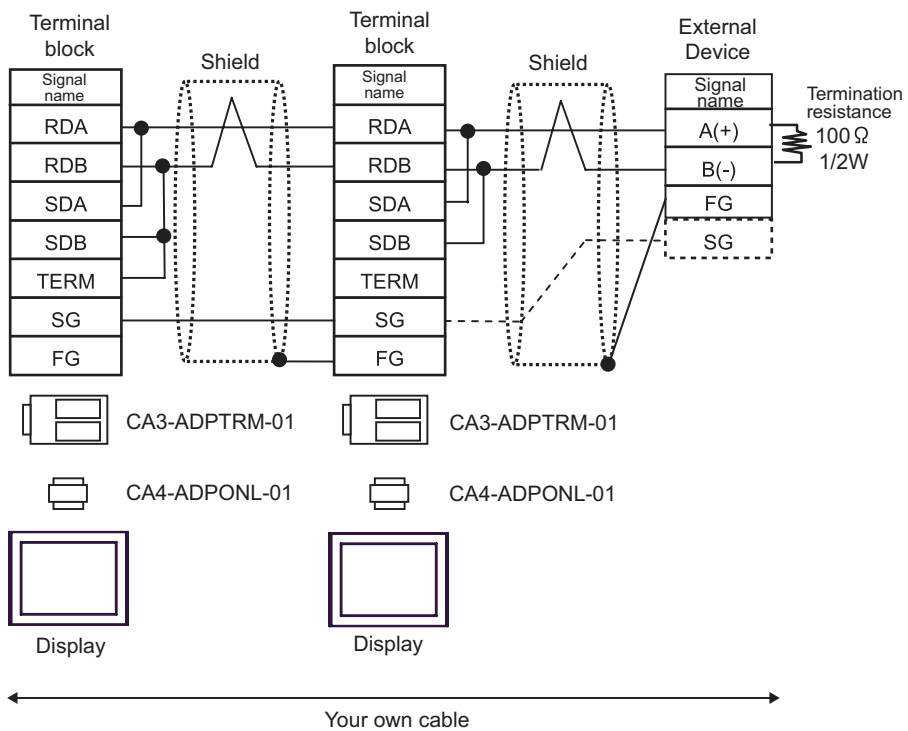 Terminal
block
Signal
name
RDA
RDB
SDA
SDB
TERM
SG
FG
Shield
Terminal
block
Signal
name
RDA
RDB
SDA
SDB
TERM
SG
FG
Shield
External
Device
Signal
name
A(+)
B(-)
FG
SG
Termination
resistance
100 Ω
1/2W
CA3-ADPTRM-01
CA3-ADPTRM-01
CA4-ADPONL-01
CA4-ADPONL-01
Display
Display
Your own cable